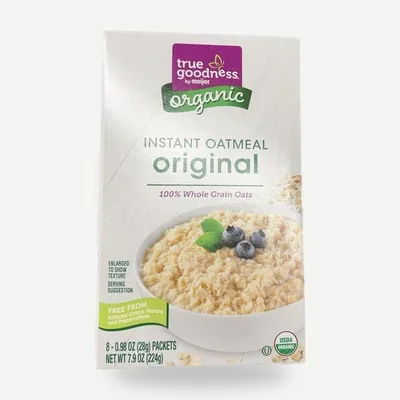 true
goodness.
by meijer
organic
INSTANT OATMEAL
original
100% Whole Grain Oats
ENLARGED
TO SHOW
TEXTURE
SERVING
SUGGESTION
FREE FROM
Artificial Colors, Flavors
and Preservatives
8 - 0.98 OZ (28g) PACKETS
NET WT 7.9 OZ (224g)
U
USDA
ORGANIC